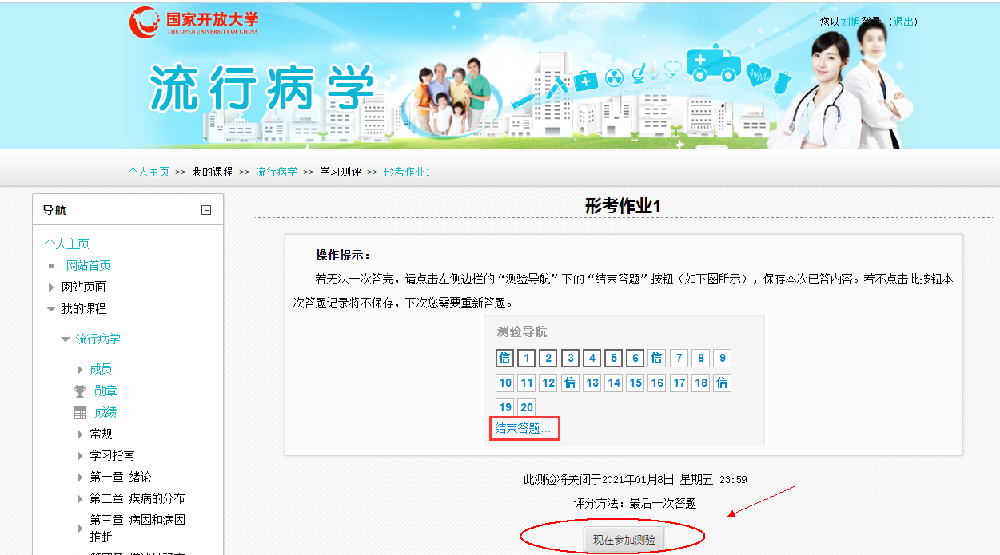 国家开放大学
THE OPEN UNIVERSITY OF CHINA
您以刘旭登录（退出）
流行病学
个人主页 >> 我的课程 >> 流行病学 >> 学习测评 >> 形考作业1
导航
个人主页
网站首页
网站页面
我的课程
流行病学
成员
勋章
成绩
常规
学习指南
第一章 绪论
第二章 疾病的分布
第三章 病因和病因
推断
形考作业1
操作提示：
若无法一次答完，请点击左侧边栏的“测验导航”下的“结束答题”按钮（如下图所示），保存本次已答内容。若不点击此按钮本
次答题记录将不保存，下次您需要重新答题。
测验导航
信 1 2 3 4 5 6 信 7 8 9
10 11 12 信 13 14 15 16 17 18 信
19 20
结束答题...
此测验将关闭于2021年01月8日 星期五 23:59
评分方法：最后一次答题
现在参加测验